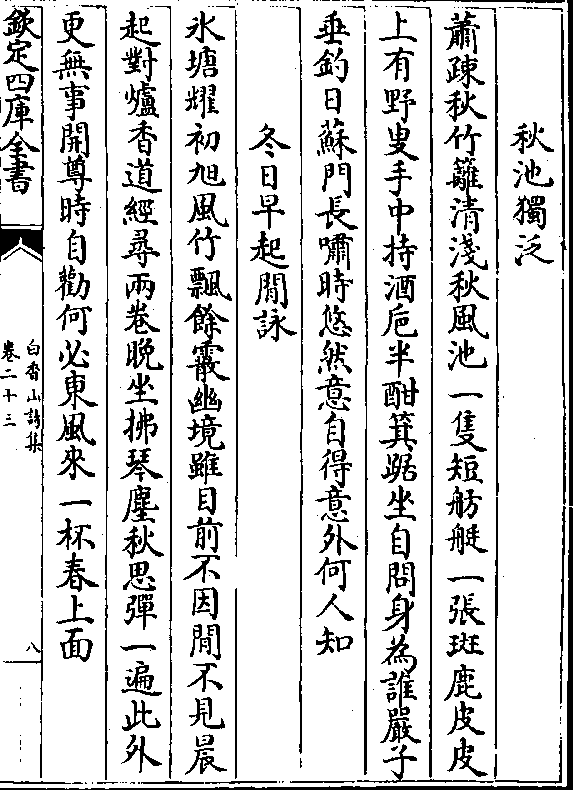 秋池獨泛
蕭疎秋竹籬清淺秋風池一隻短舫艇一張斑鹿皮皮
上有野叟手中持酒卮半酣箕踞坐自問身為誰嚴子
垂釣日蘇門長嘯時悠然意自得意外何人知
冬日早起閒詠
氷塘耀初旭風竹飄餘霰幽境雖目前不因閒不見晨
起對爐香道經尋兩卷晚坐拂琴塵秋思彈一遍此外
更無事開尊時自勸何必東風來一杯春上面
欽定四庫全書
白香山詩集
卷二十三
八